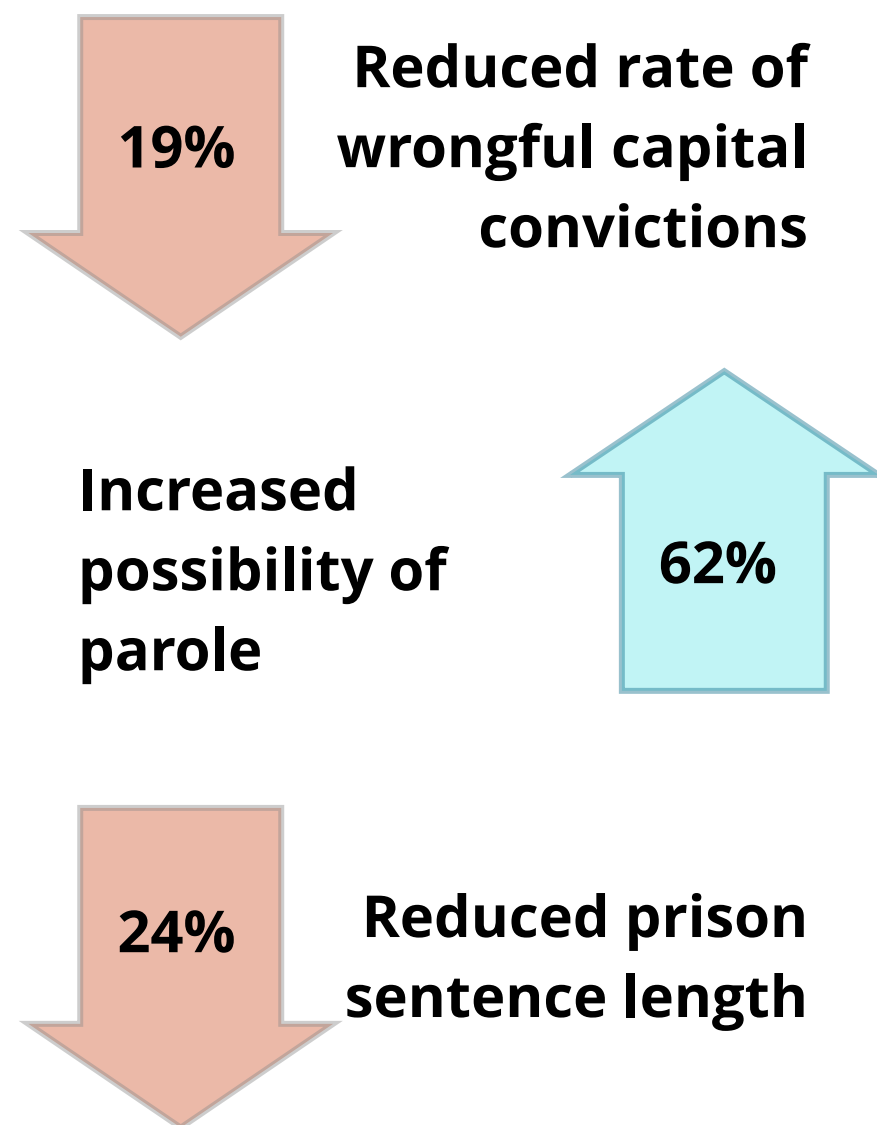 19%
Reduced rate of
wrongful capital
convictions
Increased
possibility of
parole
62%
24%
Reduced prison
sentence length